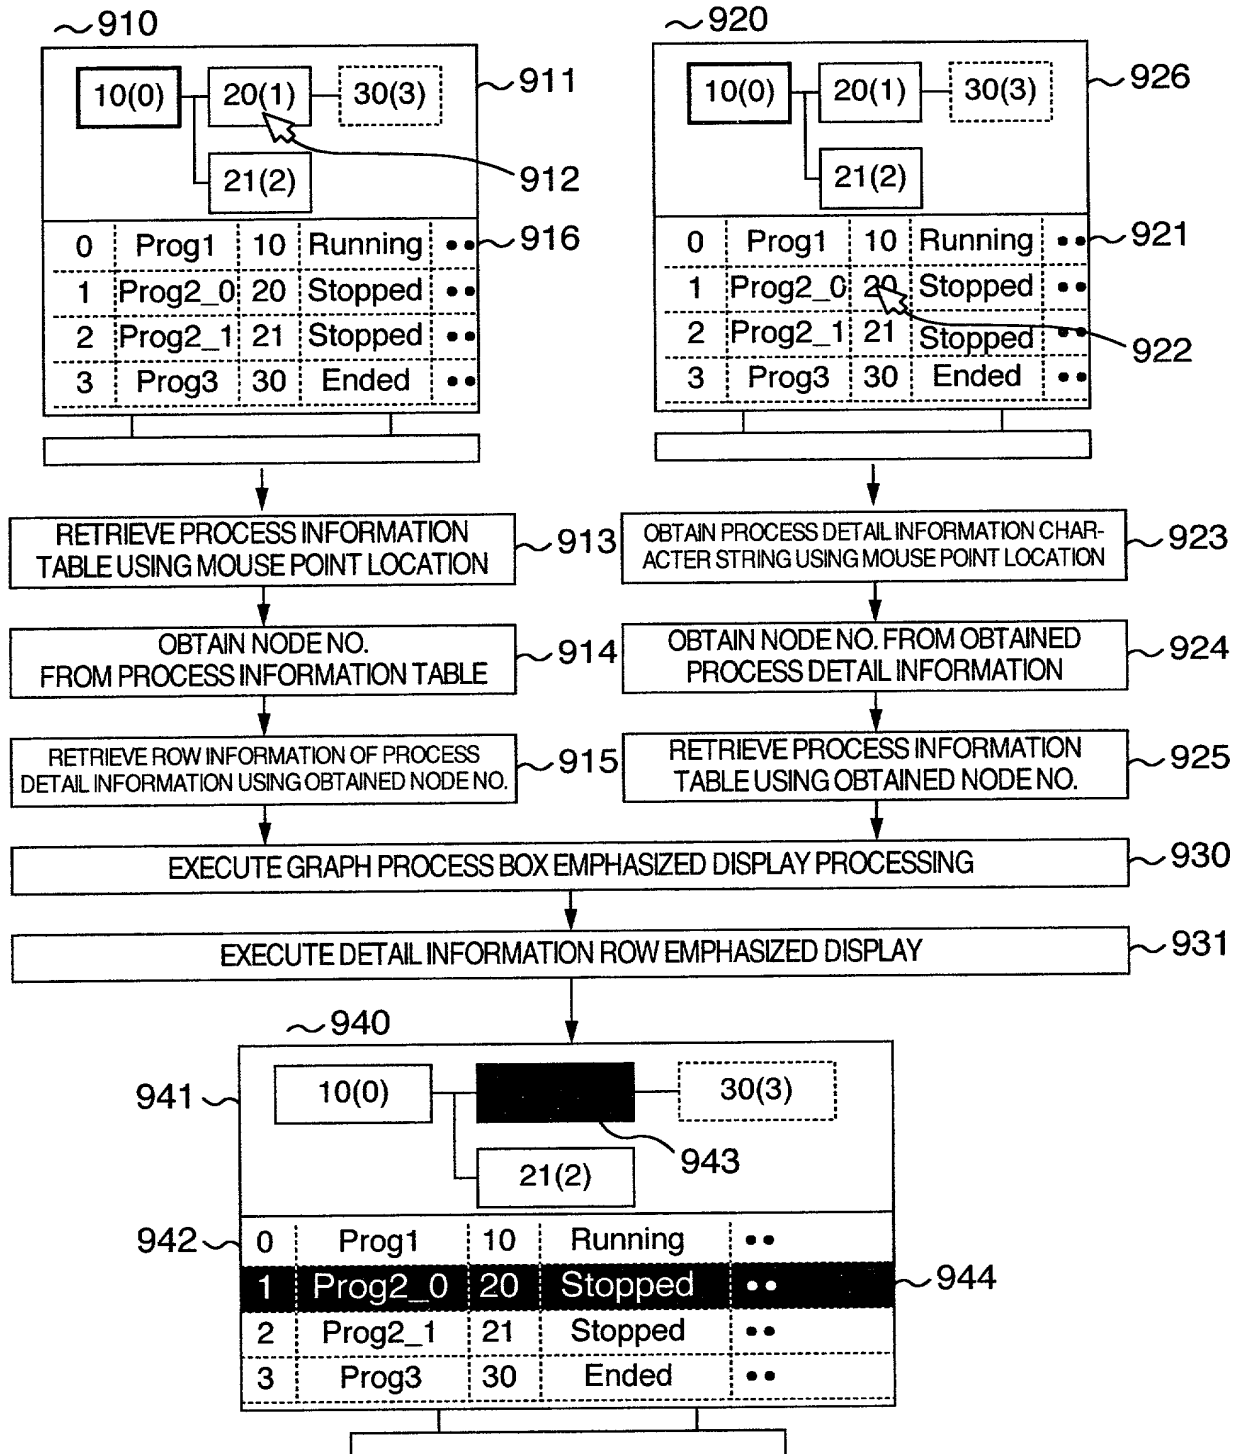 910
10(0) 20(1) 30(3)
911
21(2)
912
0 Prog1 10 Running ••
916
1 Prog2_0 20 Stopped ••
2 Prog2_1 21 Stopped ••
3 Prog3 30 Ended ••
920
10(0) 20(1) 30(3)
926
21(2)
0 Prog1 10 Running ••
921
1 Prog2_0 20 Stopped ••
2 Prog2_1 21 Stopped ••
922
3 Prog3 30 Ended ••
RETRIEVE PROCESS INFORMATION
TABLE USING MOUSE POINT LOCATION
913
OBTAIN NODE NO.
FROM PROCESS INFORMATION TABLE
914
RETRIEVE ROW INFORMATION OF PROCESS
DETAIL INFORMATION USING OBTAINED NODE NO.
915
OBTAIN PROCESS DETAIL INFORMATION CHAR-
ACTER STRING USING MOUSE POINT LOCATION
923
OBTAIN NODE NO. FROM OBTAINED
PROCESS DETAIL INFORMATION
924
RETRIEVE PROCESS INFORMATION
TABLE USING OBTAINED NODE NO.
925
EXECUTE GRAPH PROCESS BOX EMPHASIZED DISPLAY PROCESSING
930
EXECUTE DETAIL INFORMATION ROW EMPHASIZED DISPLAY
931
940
941
10(0) 30(3)
943
21(2)
942
0 Prog1 10 Running ••
1 Prog2_0 20 Stopped ••
944
2 Prog2_1 21 Stopped ••
3 Prog3 30 Ended ••